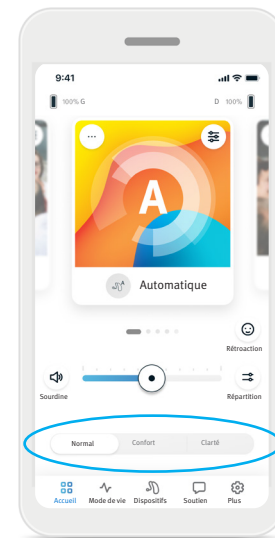 9:41
100% G D 100%
...
A
Automatique
Rétroaction
Sourdine Répartition
Normal Confort Clarté
Accueil Mode de vie Dispositifs Soutien Plus